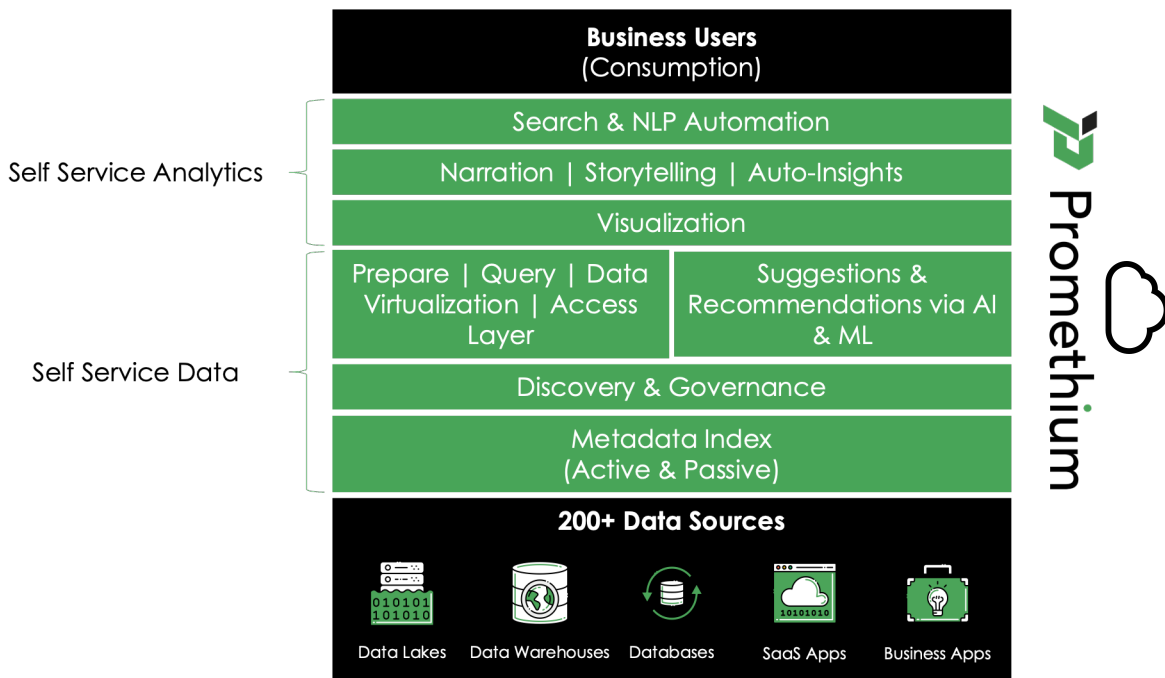 Business Users
(Consumption)
Self Service Analytics
Search & NLP Automation
Narration | Storytelling | Auto-Insights
Visualization
Self Service Data
Prepare | Query | Data
Virtualization | Access
Layer
Suggestions &
Recommendations via AI
& ML
Discovery & Governance
Metadata Index
(Active & Passive)
200+ Data Sources
010101
101010
10101010
Data Lakes
Data Warehouses
Databases
SaaS Apps
Business Apps
Promethium